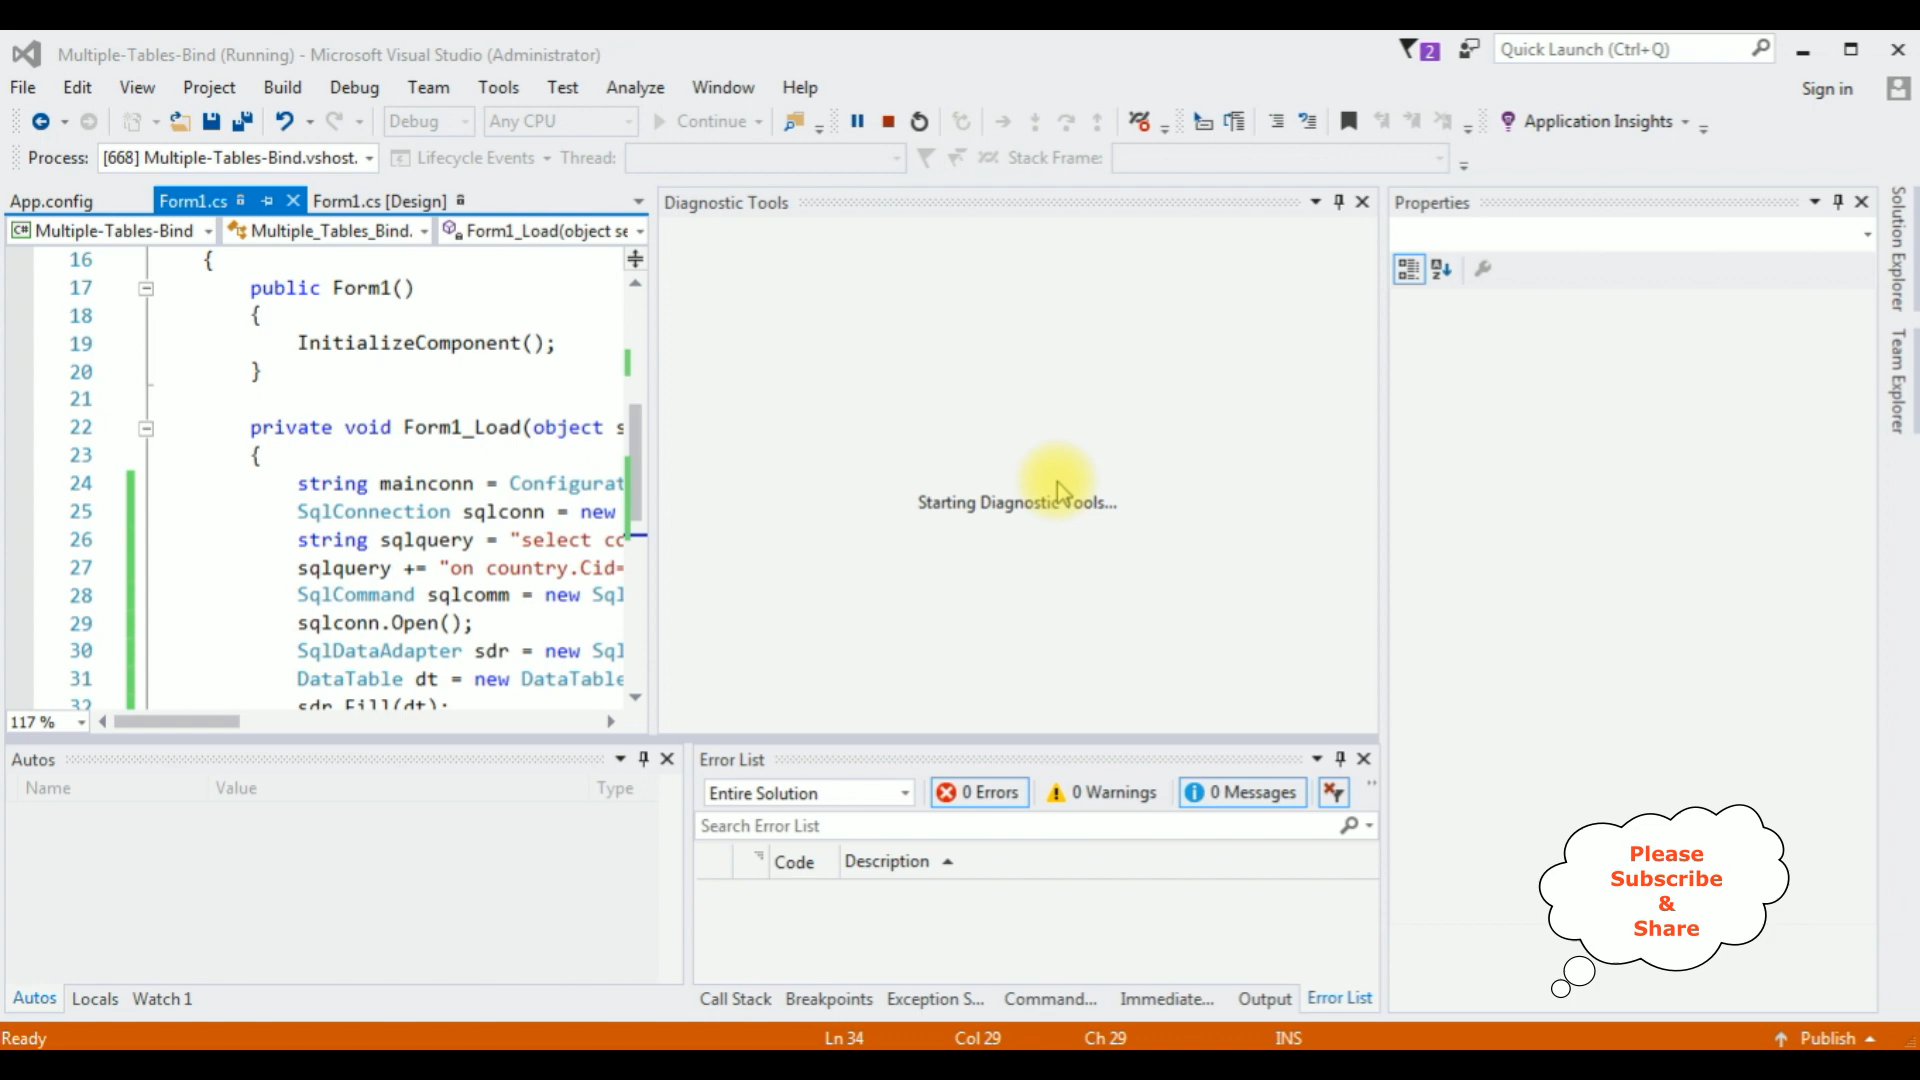 Multiple-Tables-Bind (Running) - Microsoft Visual Studio (Administrator)
2
Quick Launch (Ctrl+Q)
File Edit View Project Build Debug Team Tools Test Analyze Window Help
Sign in
Debug Any CPU Continue Application Insights
Process: [668] Multiple-Tables-Bind.vshost. Lifecycle Events Thread: Stack Frame:
App.config Form1.cs Form1.cs [Design]
Multiple-Tables-Bind Multiple_Tables_Bind. Form1_Load(object se
16 {
17 public Form1()
18 {
19 InitializeComponent();
20 }
21
22 private void Form1_Load(object s
23 {
24 string mainconn = Configurat
25 SqlConnection sqlconn = new
26 string sqlquery = "select co
27 sqlquery += "on country.Cid=
28 SqlCommand sqlcomm = new Sql
29 sqlconn.Open();
30 SqlDataAdapter sdr = new Sql
31 DataTable dt = new DataTable
32 sdr.Fill(dt);
117 %
Diagnostic Tools
Starting Diagnostic Tools...
Properties
Solution Explorer
Team Explorer
Autos
Name Value Type
Autos Locals Watch 1
Error List
Entire Solution 0 Errors 0 Warnings 0 Messages
Search Error List
Code Description
Call Stack Breakpoints Exception S... Command... Immediate... Output Error List
Please
Subscribe
&
Share
Ready Ln 34 Col 29 Ch 29 INS Publish